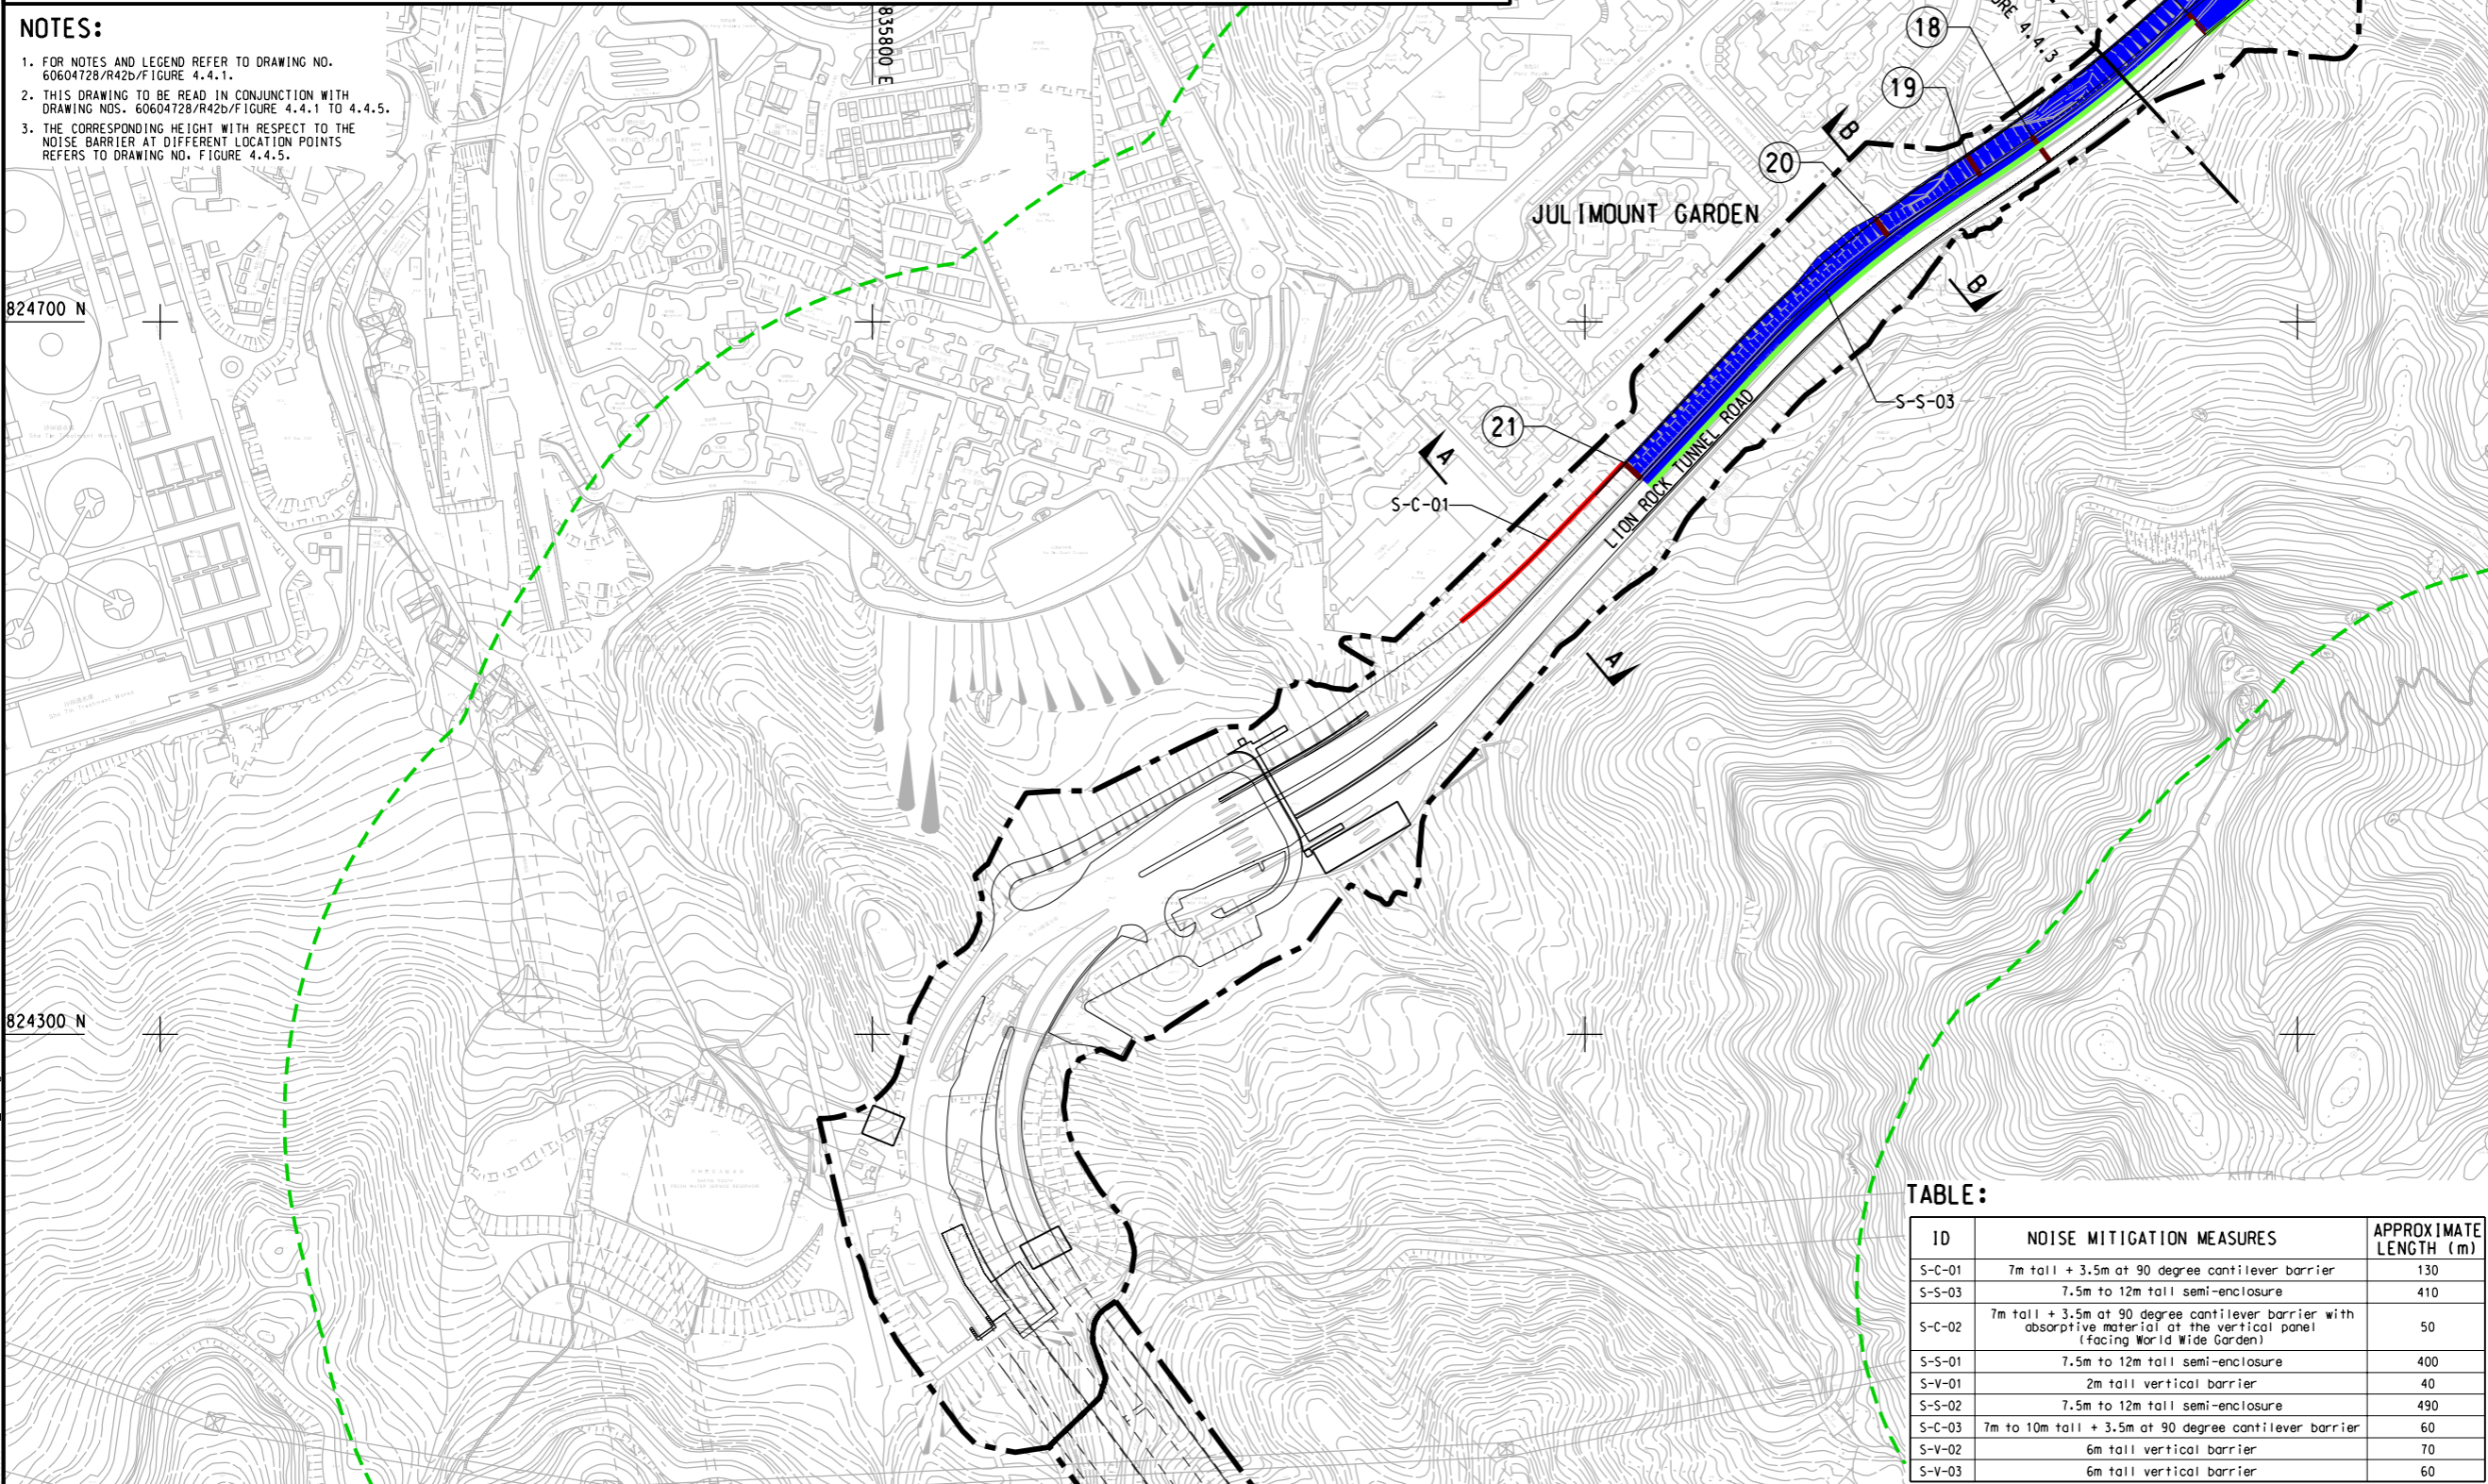 NOTES:
1. FOR NOTES AND LEGEND REFER TO DRAWING NO.
60604728/R42b/FIGURE 4.4.1.
2. THIS DRAWING TO BE READ IN CONJUNCTION WITH
DRAWING NOS. 60604728/R42b/FIGURE 4.4.1 TO 4.4.5.
3. THE CORRESPONDING HEIGHT WITH RESPECT TO THE
NOISE BARRIER AT DIFFERENT LOCATION POINTS
REFERS TO DRAWING NO. FIGURE 4.4.5.
835800 E
4.4.3
18
19
20
B
JULIMOUNT GARDEN
B
824700 N
S-S-03
21
A
S-C-01
LION ROCK TUNNEL ROAD
A
824300 N
TABLE:
ID NOISE MITIGATION MEASURES APPROXIMATE LENGTH (m)
S-C-01 7m tall + 3.5m at 90 degree cantilever barrier 130
S-S-03 7.5m to 12m tall semi-enclosure 410
S-C-02 7m tall + 3.5m at 90 degree cantilever barrier with
absorptive material at the vertical panel
(facing World Wide Garden) 50
S-S-01 7.5m to 12m tall semi-enclosure 400
S-V-01 2m tall vertical barrier 40
S-S-02 7.5m to 12m tall semi-enclosure 490
S-C-03 7m to 10m tall + 3.5m at 90 degree cantilever barrier 60
S-V-02 6m tall vertical barrier 70
S-V-03 6m tall vertical barrier 60